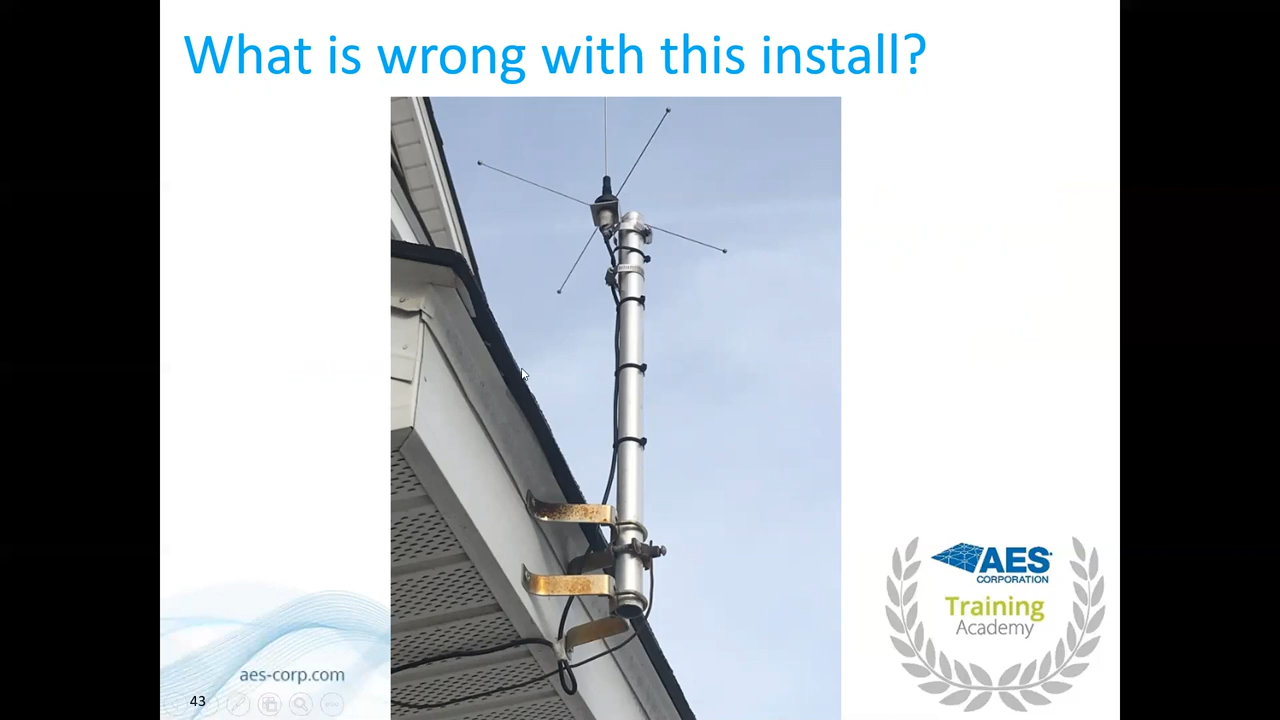 What is wrong with this install?
AES
CORPORATION
Training
Academy
aes-corp.com
43